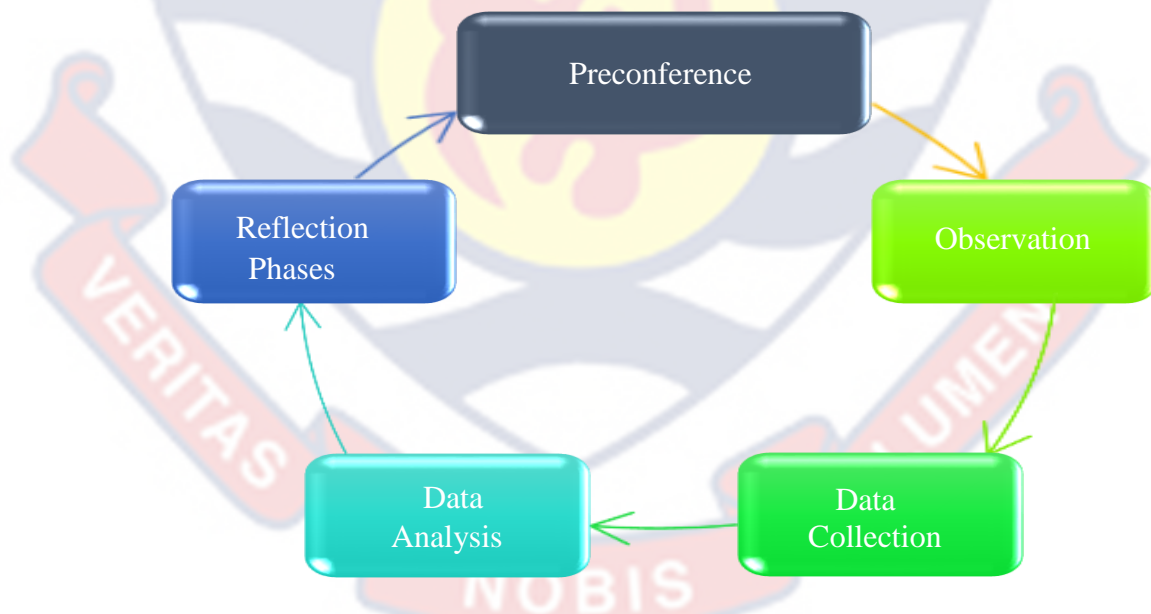 Preconference
Observation
Data
Collection
Data
Analysis
Reflection
Phases
VERITAS
NOBIS
LUMEN